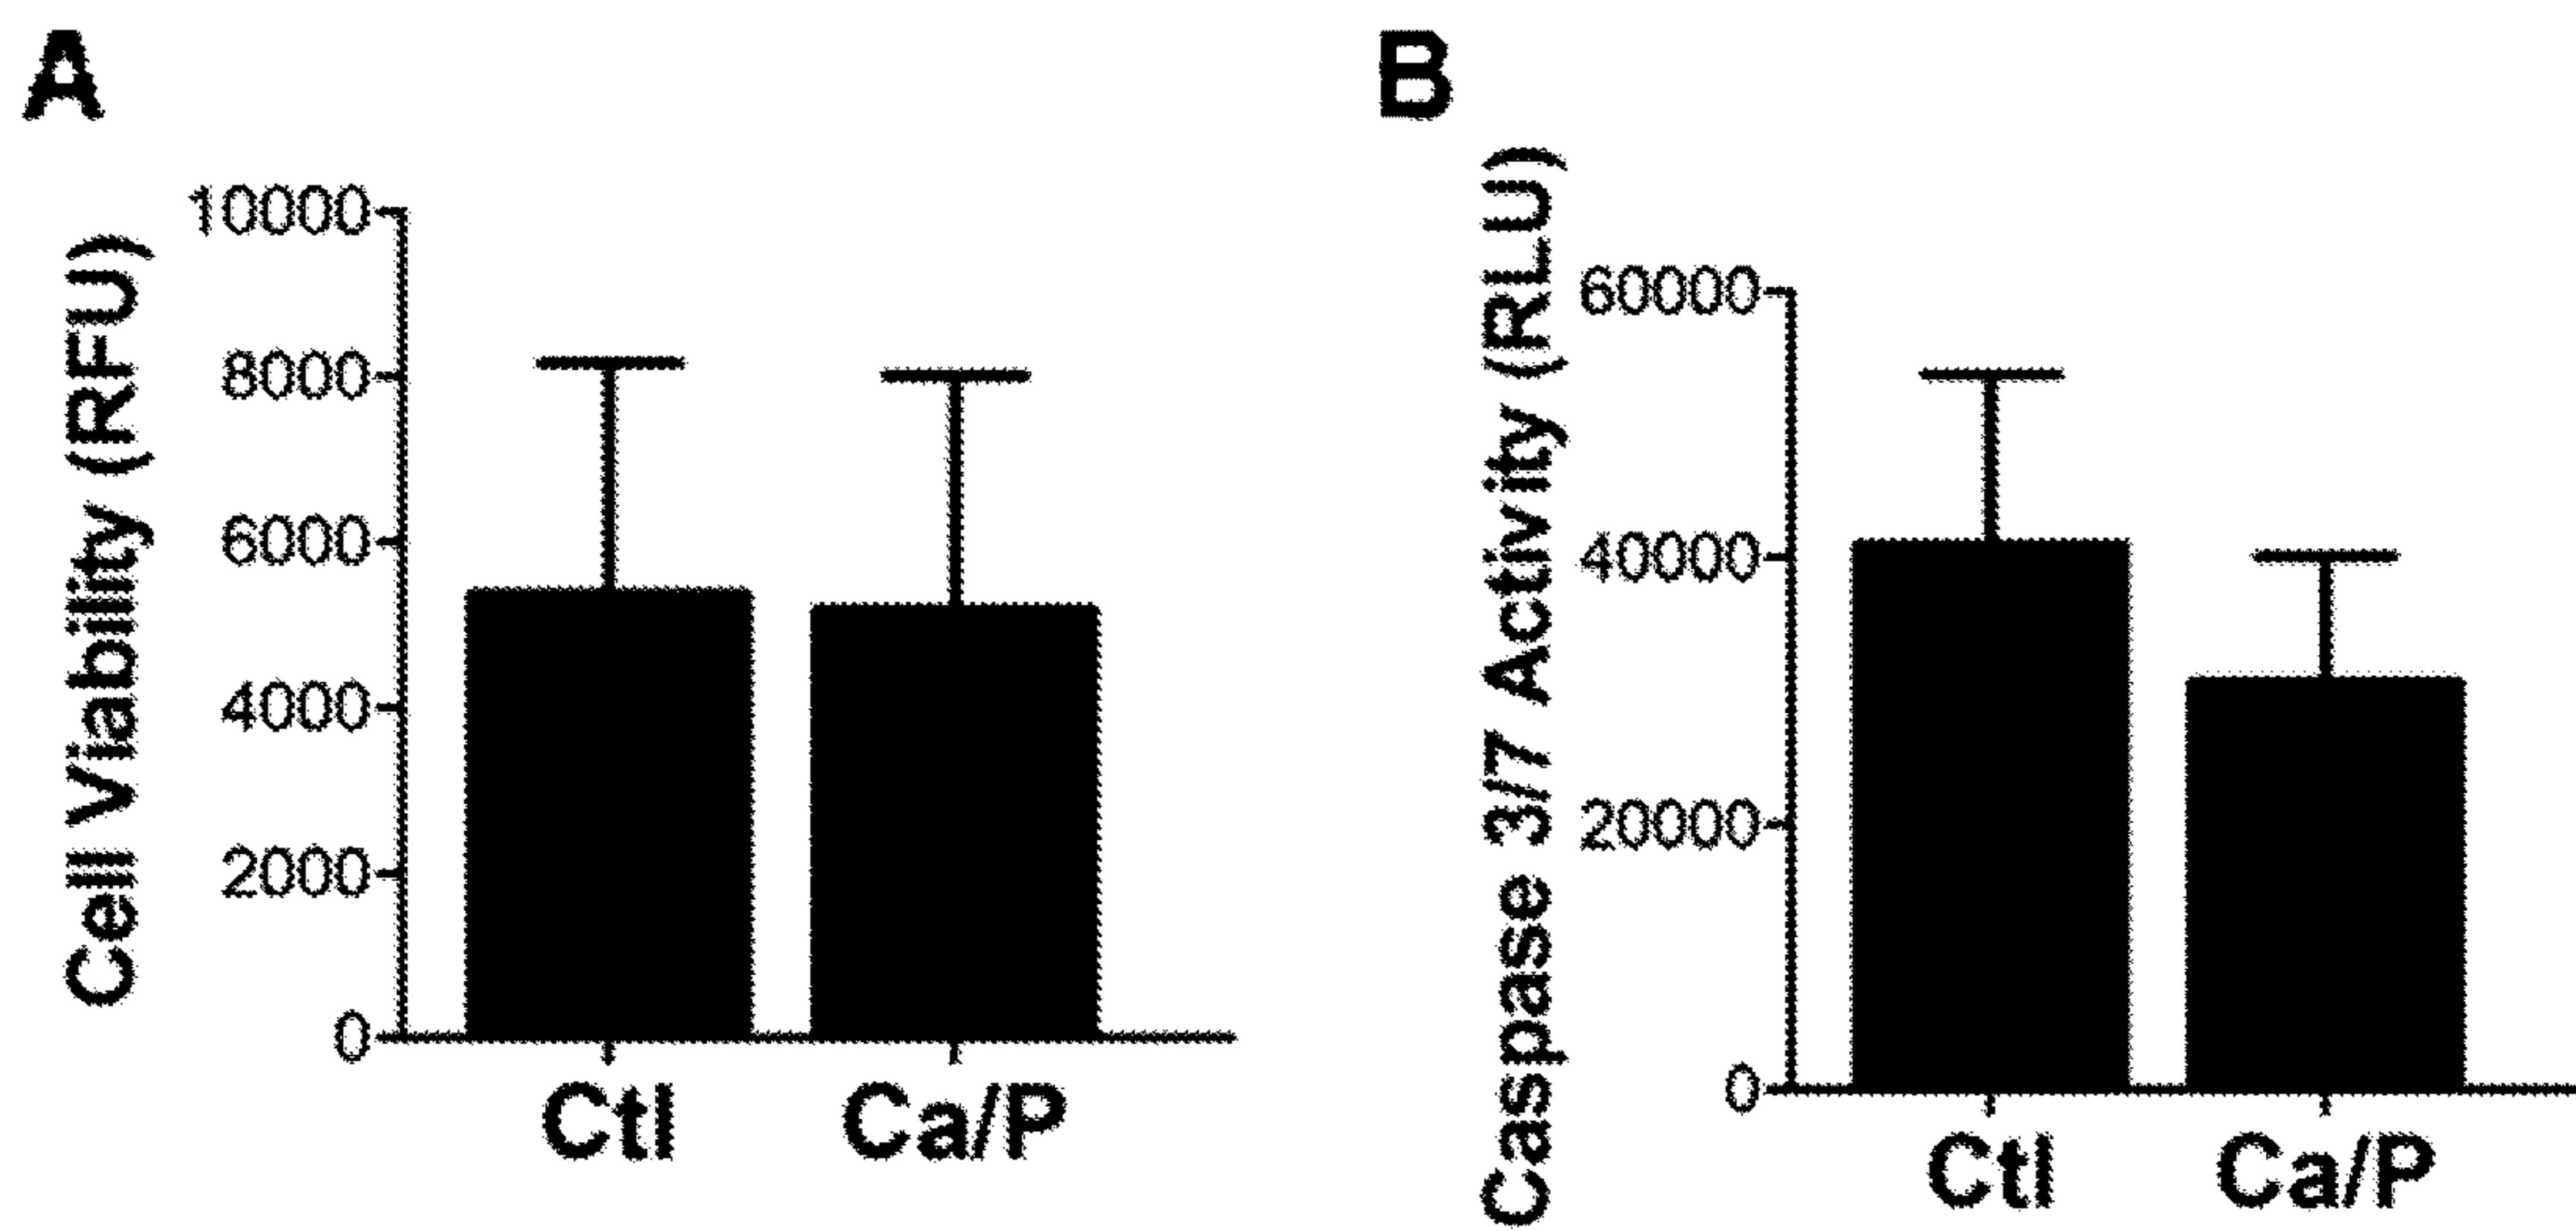 A
Cell Viability (RFU)
10000
8000
6000
4000
2000
0
Ctl
Ca/P
B
Caspase 3/7 Activity (RLU)
60000
40000
20000
0
Ctl
Ca/P